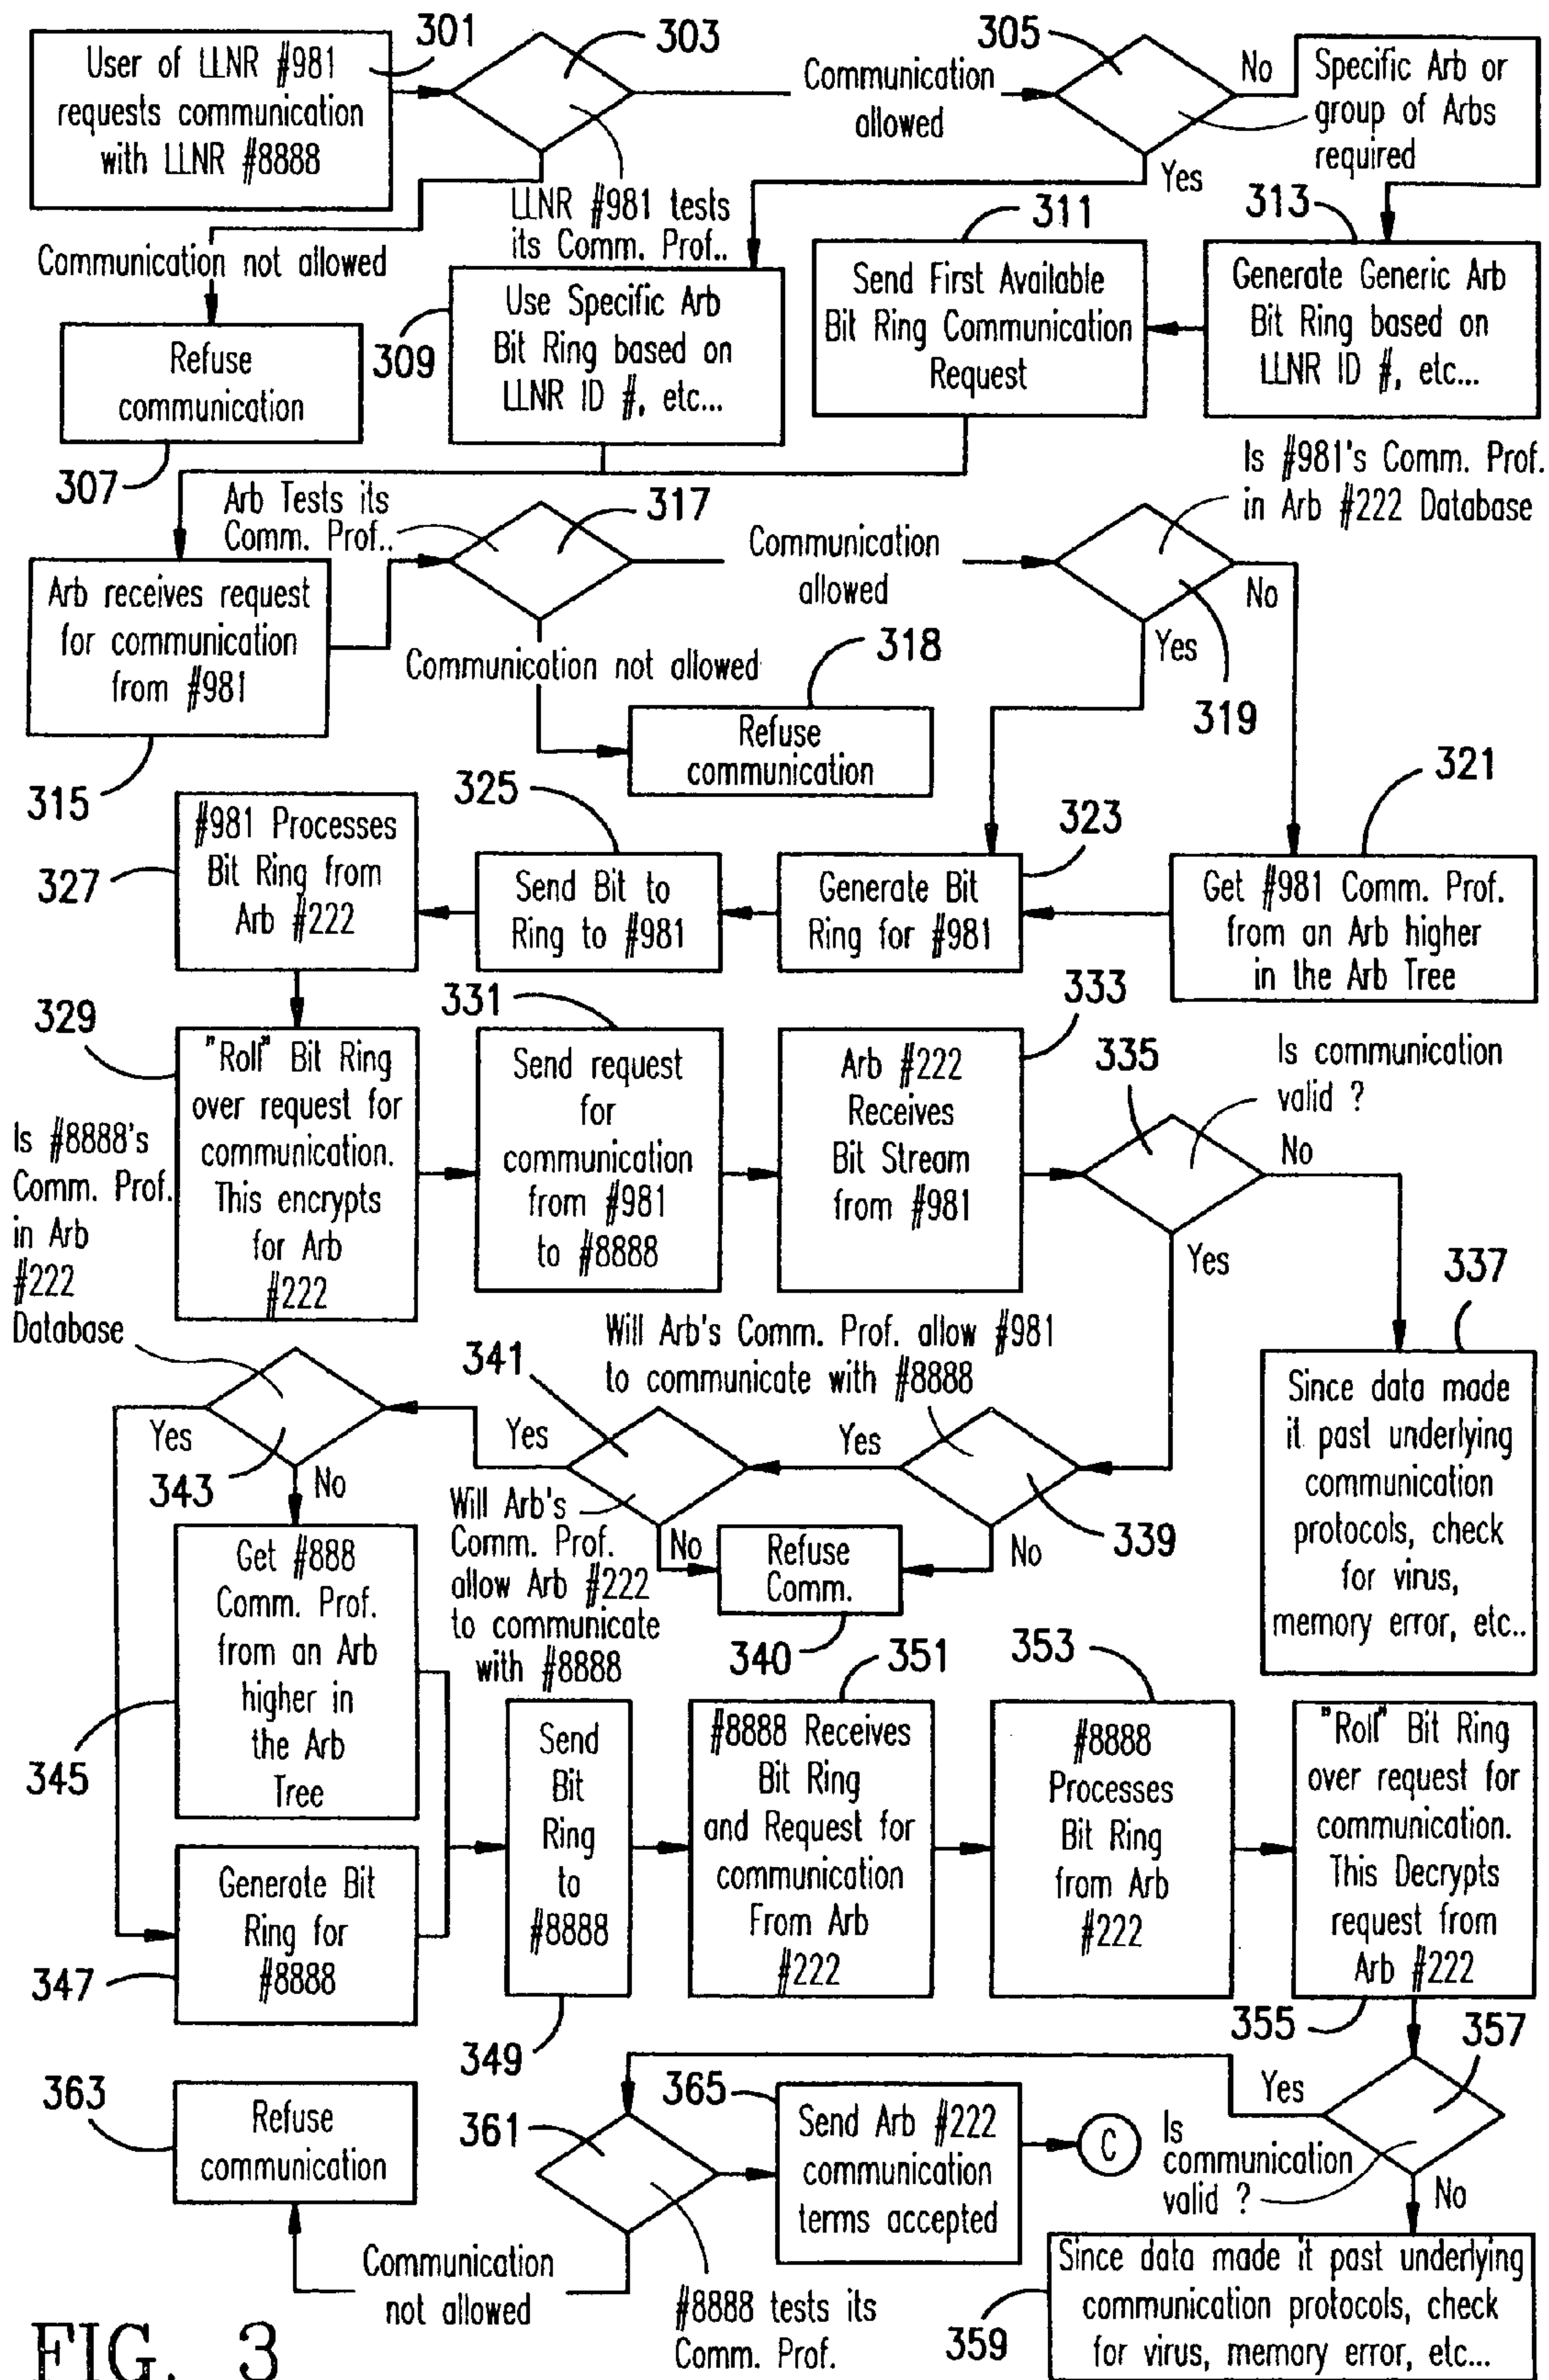 301
303
305
User of LLNR #981
requests communication
with LLNR #8888
Communication
allowed
No
Specific Arb or
group of Arbs
required
Yes
LLNR #981 tests
its Comm. Prof..
Communication not allowed
311
313
Refuse
communication
307
309
Use Specific Arb
Bit Ring based on
LLNR ID #, etc...
Send First Available
Bit Ring Communication
Request
Generate Generic Arb
Bit Ring based on
LLNR ID #, etc...
Is #981's Comm. Prof.
in Arb #222 Database
Arb Tests its
Comm. Prof..
317
Communication
allowed
No
Yes
319
Arb receives request
for communication
from #981
315
Communication not allowed
318
Refuse
communication
321
323
325
327
#981 Processes
Bit Ring from
Arb #222
Send Bit to
Ring to #981
Generate Bit
Ring for #981
Get #981 Comm. Prof.
from an Arb higher
in the Arb Tree
329
331
333
335
Is communication
valid ?
"Roll" Bit Ring
over request for
communication.
This encrypts
for Arb
#222
Send request
for
communication
from #981
to #8888
Arb #222
Receives
Bit Stream
from #981
No
Yes
337
Since data made
it past underlying
communication
protocols, check
for virus,
memory error, etc..
Is #8888's
Comm. Prof.
in Arb
#222
Database
Will Arb's Comm. Prof. allow #981
to communicate with #8888
341
Yes
343
No
Yes
Yes
339
No
No
Will Arb's
Comm. Prof.
allow Arb #222
to communicate
with #8888
Refuse
Comm.
340
Get #888
Comm. Prof.
from an Arb
higher in
the Arb
Tree
345
Generate Bit
Ring for
#8888
347
Send
Bit
Ring
to
#8888
349
351
#8888 Receives
Bit Ring
and Request for
communication
From Arb
#222
353
#8888
Processes
Bit Ring
from Arb
#222
"Roll" Bit Ring
over request for
communication.
This Decrypts
request from
Arb #222
355
357
Yes
Is
communication
valid ?
No
363
Refuse
communication
361
365
Send Arb #222
communication
terms accepted
C
Communication
not allowed
#8888 tests its
Comm. Prof.
359
Since data made it past underlying
communication protocols, check
for virus, memory error, etc...
FIG. 3